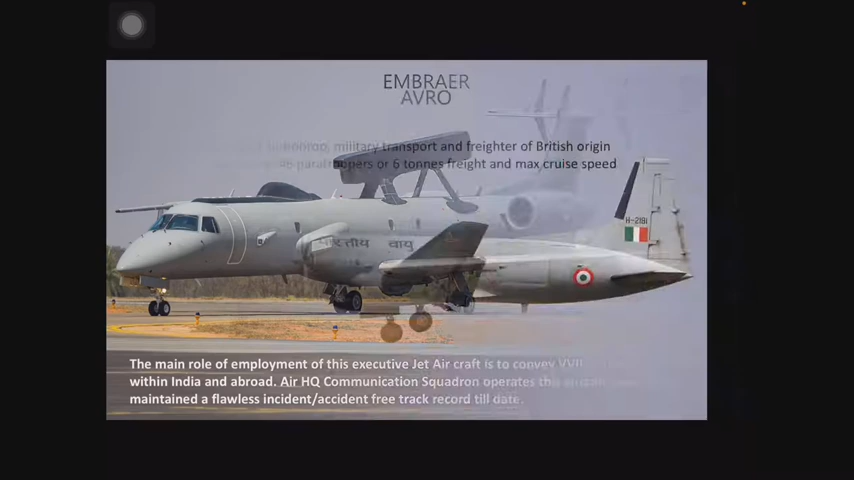 EMBRAER
AVRO
military transport and freighter of British origin
or 6 tonnes freight and max cruise speed
H-2181
भारतीय वायु
The main role of employment of this executive Jet Air craft is to convey
within India and abroad. Air HQ Communication Squadron operates
maintained a flawless incident/accident free track record till date.